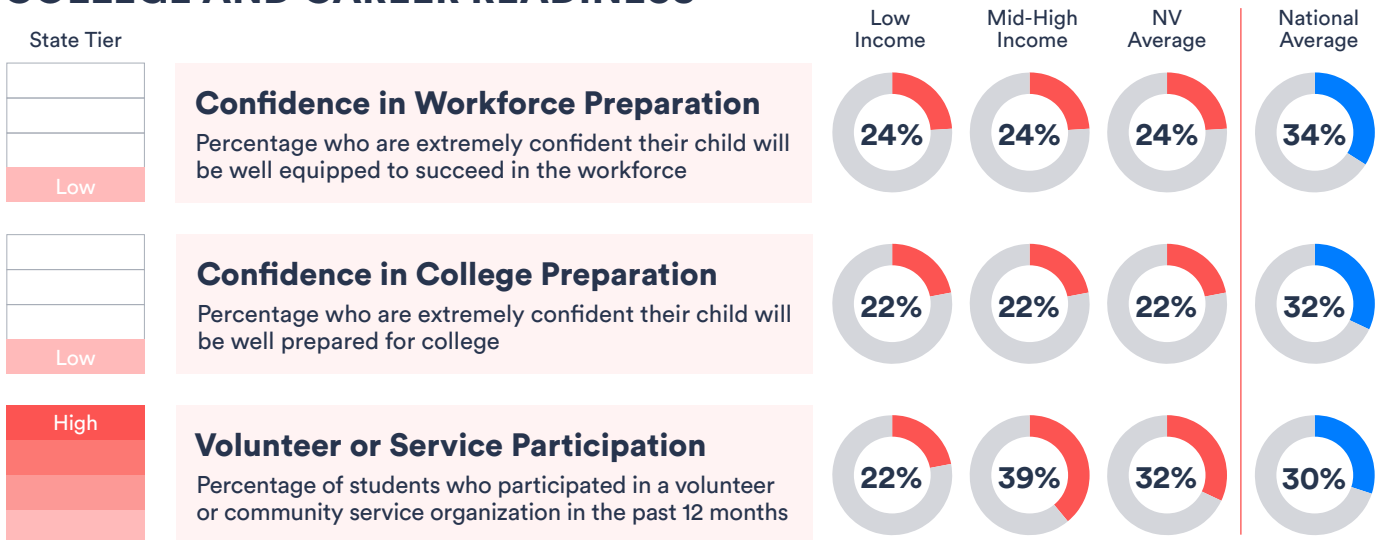 COLLEGE AND CAREER READINESS
State Tier
Low
Income
Mid-High
Income
NV
Average
National
Average
Low
Confidence in Workforce Preparation
Percentage who are extremely confident their child will
be well equipped to succeed in the workforce
24%
24%
24%
34%
Low
Confidence in College Preparation
Percentage who are extremely confident their child will
be well prepared for college
22%
22%
22%
32%
High
Volunteer or Service Participation
Percentage of students who participated in a volunteer
or community service organization in the past 12 months
22%
39%
32%
30%